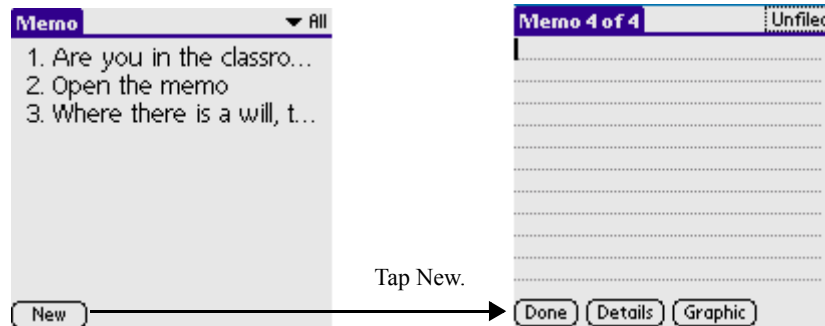 Memo
All
1. Are you in the classro...
2. Open the memo
3. Where there is a will, t...
New
Tap New.
Memo 4 of 4
Unfiled
Done
Details
Graphic